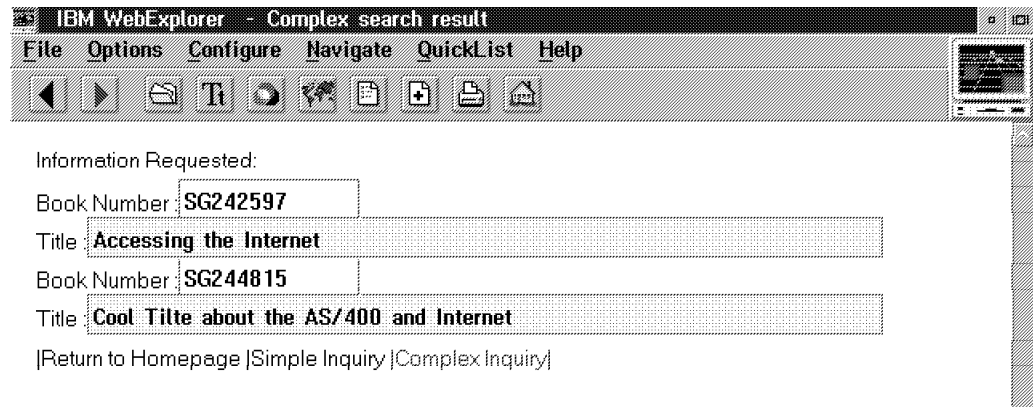 IBM WebExplorer - Complex search result
File Options Configure Navigate QuickList Help
Tt
Information Requested:
Book Number : SG242597
Title : Accessing the Internet
Book Number : SG244815
Title : Cool Tilte about the AS/400 and Internet
|Return to Homepage |Simple Inquiry |Complex Inquiry|